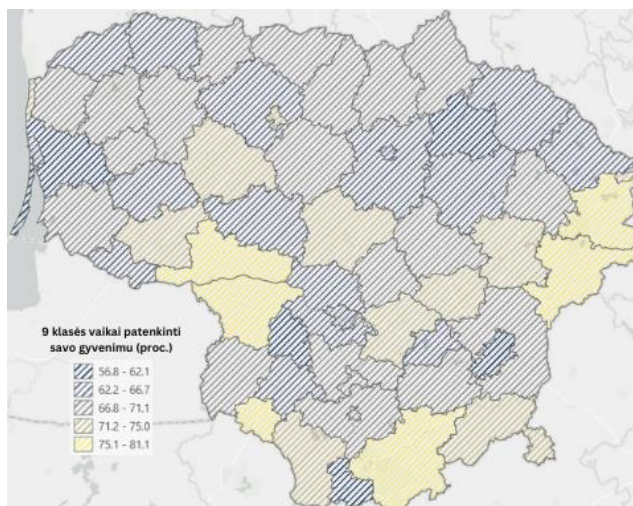 9 klasės vaikai patenkinti
savo gyvenimu (proc.)
56.8 - 62.1
62.2 - 66.7
66.8 - 71.1
71.2 - 75.0
75.1 - 81.1